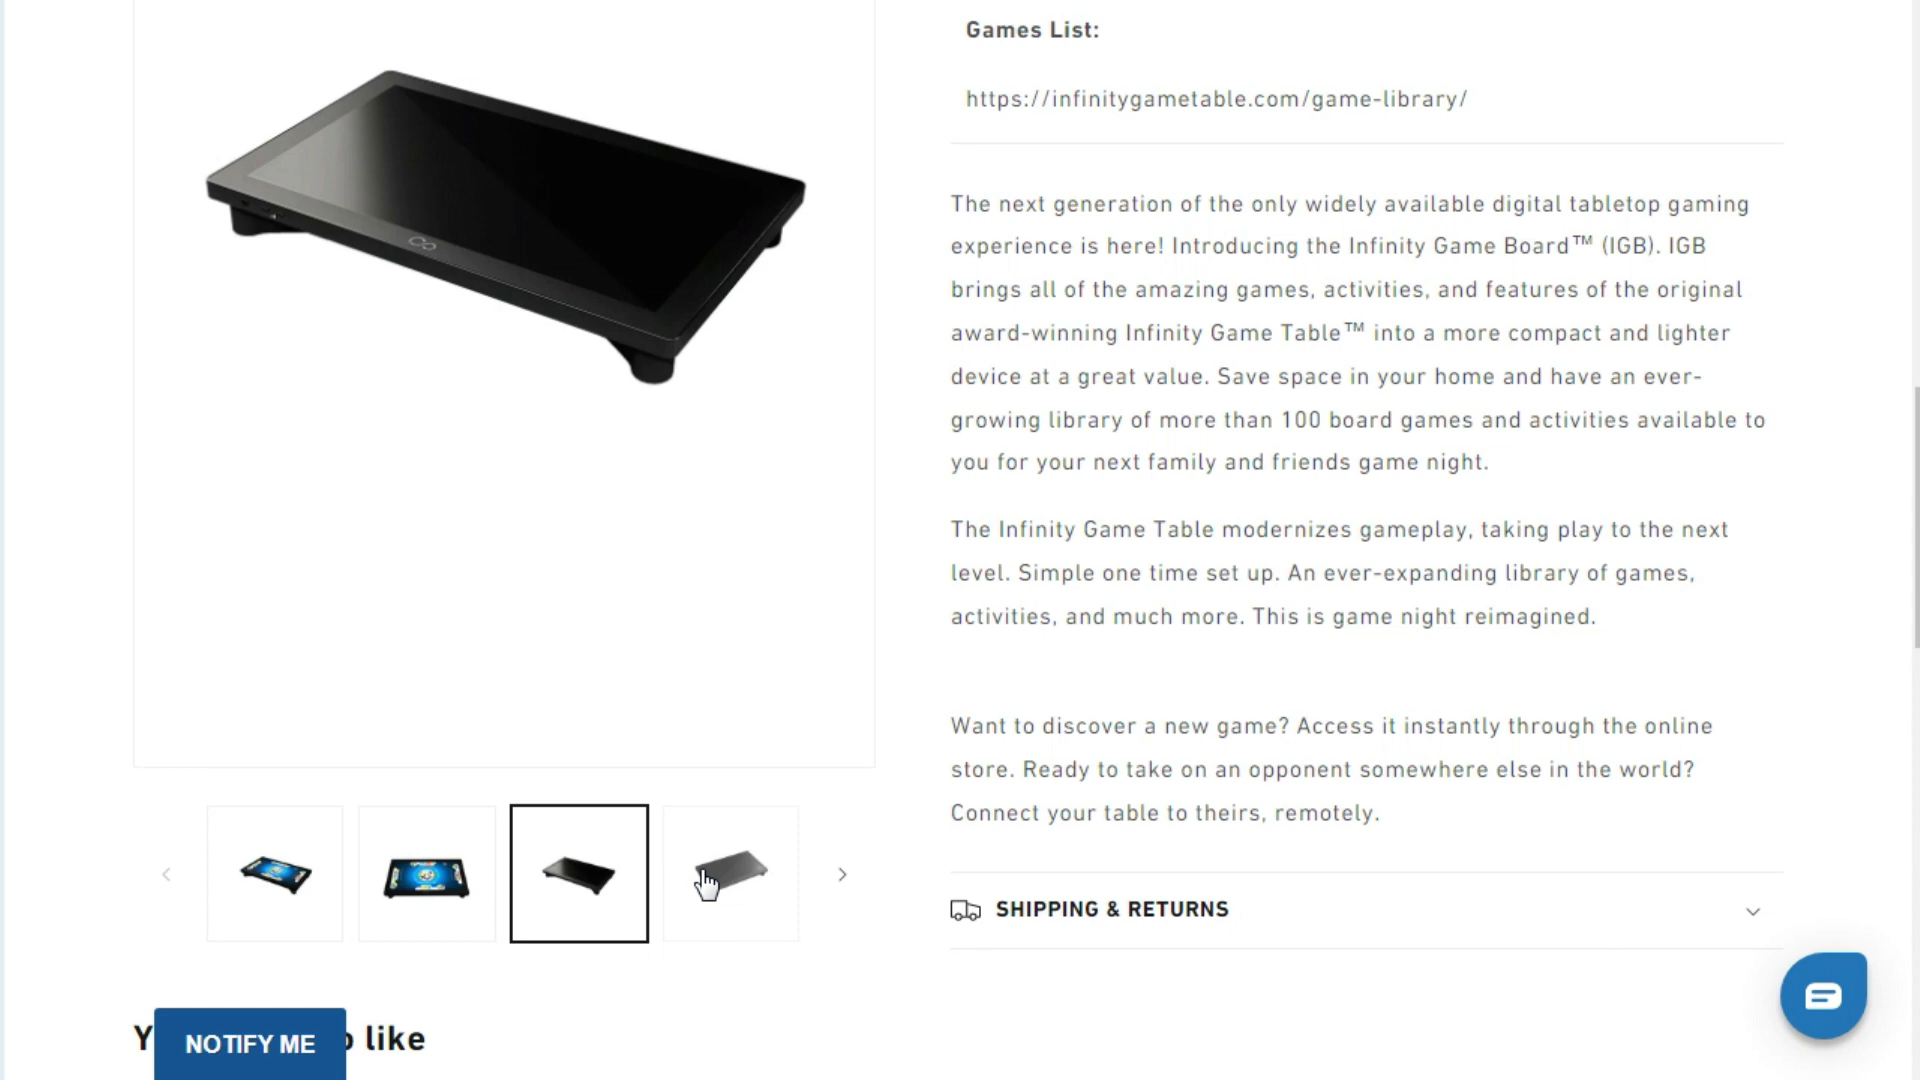 Games List:
https://infinitygametable.com/game-library/
The next generation of the only widely available digital tabletop gaming
experience is here! Introducing the Infinity Game Board™ (IGB). IGB
brings all of the amazing games, activities, and features of the original
award-winning Infinity Game Table™ into a more compact and lighter
device at a great value. Save space in your home and have an ever-
growing library of more than 100 board games and activities available to
you for your next family and friends game night.
The Infinity Game Table modernizes gameplay, taking play to the next
level. Simple one time set up. An ever-expanding library of games,
activities, and much more. This is game night reimagined.
Want to discover a new game? Access it instantly through the online
store. Ready to take on an opponent somewhere else in the world?
Connect your table to theirs, remotely.
SHIPPING & RETURNS
like
NOTIFY ME